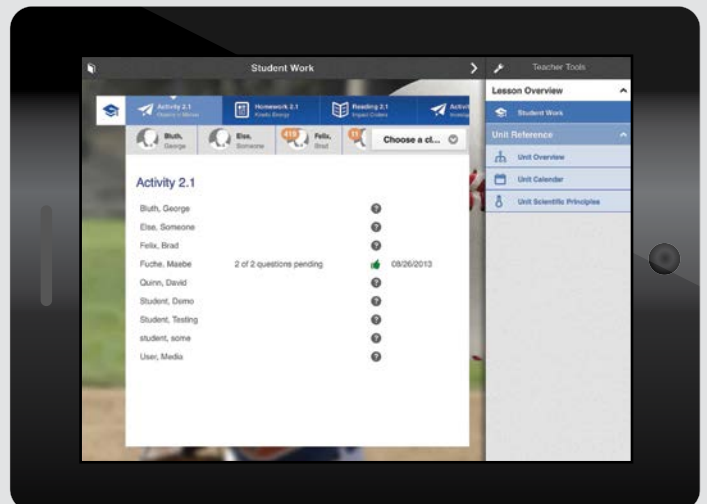 Student Work
Teacher Tools
Lesson Overview
Student Work
Unit Reference
Unit Overview
Unit Calendar
Unit Scientific Principles
Activity 2.1
Homework 2.1
Kinetic Energy
Reading 2.1
Impact Craters
Bluth,
George
Else,
Someone
Felix,
Brad
Choose a cl...
Activity 2.1
Bluth, George
Else, Someone
Felix, Brad
Fuche, Maebe 2 of 2 questions pending 08/26/2013
Quinn, David
Student, Demo
Student, Testing
student, some
User, Media